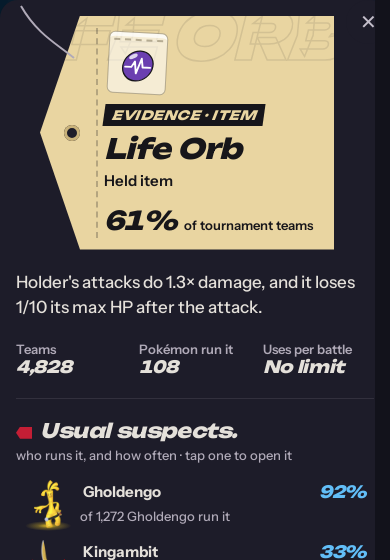 LIFE ORB
×
EVIDENCE · ITEM
Life Orb
Held item
61% of tournament teams
Holder's attacks do 1.3× damage, and it loses
1/10 its max HP after the attack.
Teams
4,828
Pokémon run it
108
Uses per battle
No limit
Usual suspects.
who runs it, and how often · tap one to open it
Gholdengo
92%
of 1,272 Gholdengo run it
Kingambit
33%